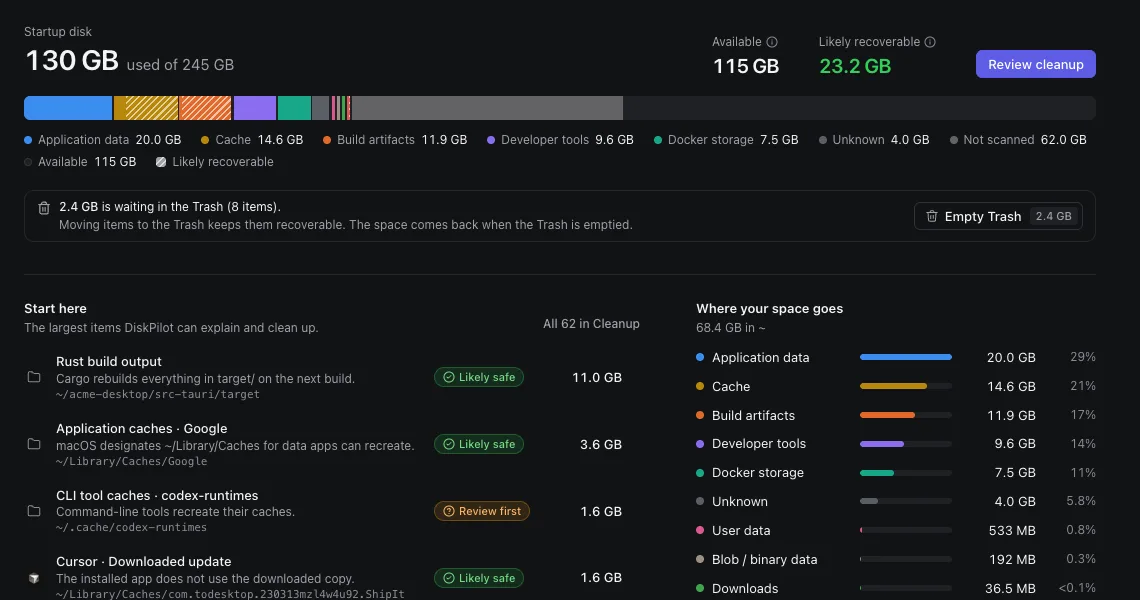 Startup disk
130 GB used of 245 GB
Available
115 GB
Likely recoverable
23.2 GB
Review cleanup
Application data 20.0 GB Cache 14.6 GB Build artifacts 11.9 GB Developer tools 9.6 GB Docker storage 7.5 GB Unknown 4.0 GB Not scanned 62.0 GB
Available 115 GB Likely recoverable
2.4 GB is waiting in the Trash (8 items).
Moving items to the Trash keeps them recoverable. The space comes back when the Trash is emptied.
Empty Trash 2.4 GB
Start here
The largest items DiskPilot can explain and clean up.
All 62 in Cleanup
Rust build output
Cargo rebuilds everything in target/ on the next build.
~/acme-desktop/src-tauri/target
Likely safe 11.0 GB
Application caches · Google
macOS designates ~/Library/Caches for data apps can recreate.
~/Library/Caches/Google
Likely safe 3.6 GB
CLI tool caches · codex-runtimes
Command-line tools recreate their caches.
~/.cache/codex-runtimes
Review first 1.6 GB
Cursor · Downloaded update
The installed app does not use the downloaded copy.
~/Library/Caches/com.todesktop.230313mzl4w4u92.ShipIt
Likely safe 1.6 GB
Where your space goes
68.4 GB in ~
Application data 20.0 GB 29%
Cache 14.6 GB 21%
Build artifacts 11.9 GB 17%
Developer tools 9.6 GB 14%
Docker storage 7.5 GB 11%
Unknown 4.0 GB 5.8%
User data 533 MB 0.8%
Blob / binary data 192 MB 0.3%
Downloads 36.5 MB <0.1%